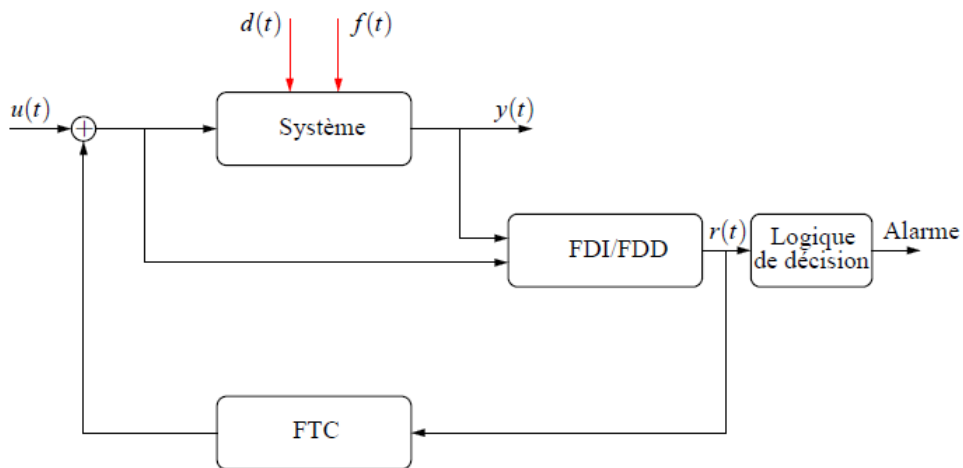 d(t)
f(t)
u(t)
+
Système
y(t)
FDI/FDD
r(t)
Logique
de décision
Alarme
FTC